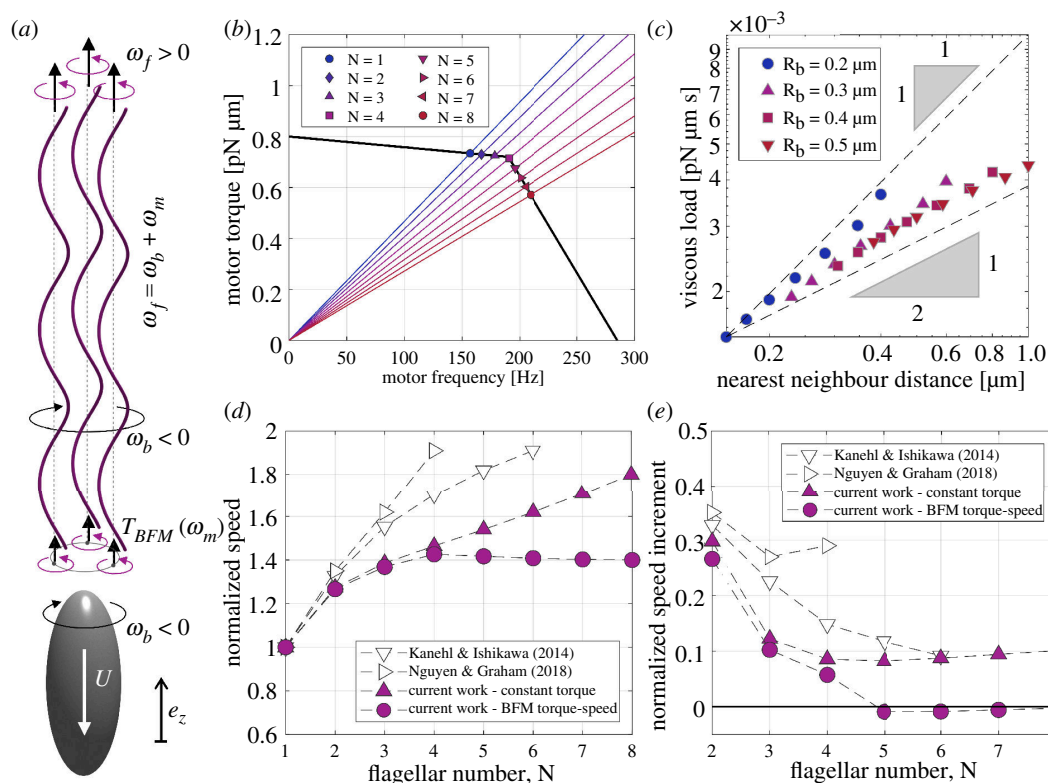 (a)
ω_f > 0
ω_f = ω_b + ω_m
ω_b < 0
T_BFM (ω_m)
ω_b < 0
U
e_z
(b)
1.2
1.0
0.8
0.6
0.4
0.2
0
motor torque [pN μm]
N = 1
N = 2
N = 3
N = 4
N = 5
N = 6
N = 7
N = 8
0 50 100 150 200 250 300
motor frequency [Hz]
(c)
×10⁻³
9
8
7
6
5
4
3
2
viscous load [pN μm s]
R_b = 0.2 μm
R_b = 0.3 μm
R_b = 0.4 μm
R_b = 0.5 μm
1
1
1
2
0.2 0.4 0.6 0.8 1.0
nearest neighbour distance [μm]
(d)
2
1.8
1.6
1.4
1.2
1
0.8
0.6
normalized speed
Kanehl & Ishikawa (2014)
Nguyen & Graham (2018)
current work - constant torque
current work - BFM torque-speed
1 2 3 4 5 6 7 8
flagellar number, N
(e)
0.5
0.4
0.3
0.2
0.1
0
normalized speed increment
Kanehl & Ishikawa (2014)
Nguyen & Graham (2018)
current work - constant torque
current work - BFM torque-speed
2 3 4 5 6 7
flagellar number, N